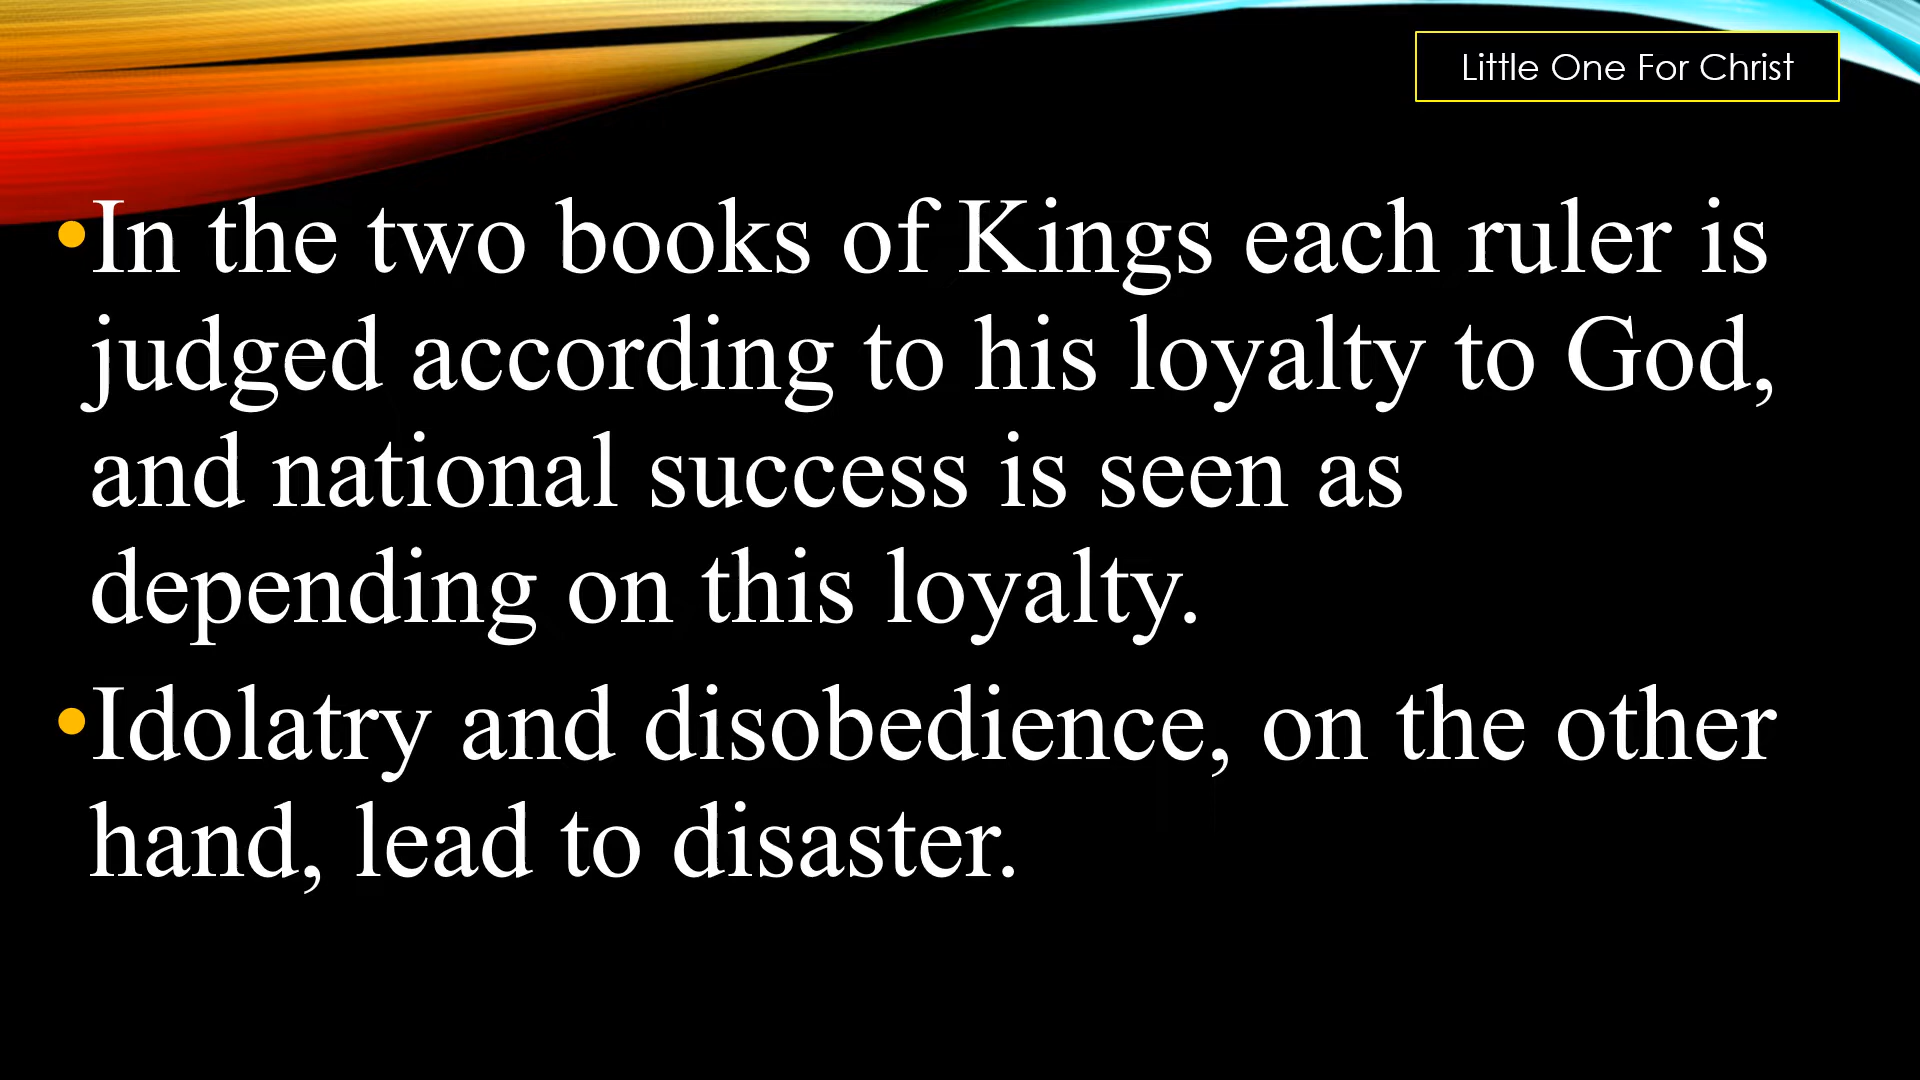 Little One For Christ
•In the two books of Kings each ruler is
judged according to his loyalty to God,
and national success is seen as
depending on this loyalty.
•Idolatry and disobedience, on the other
hand, lead to disaster.